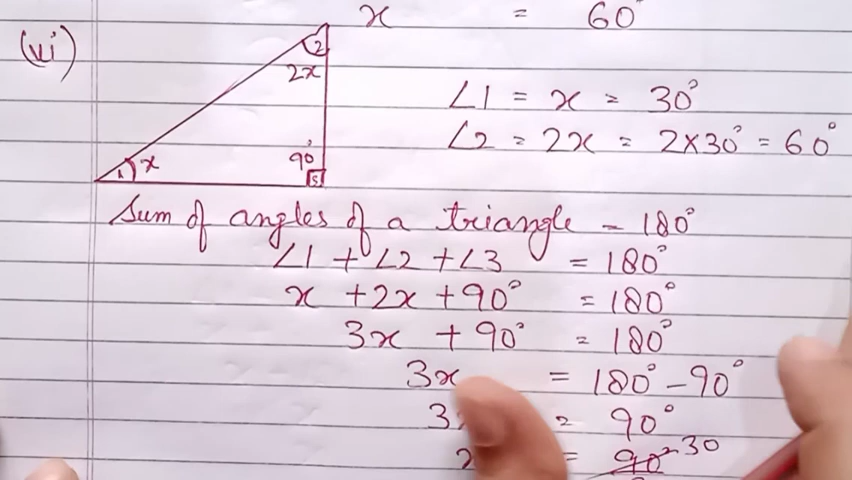 x = 60°
(vi)
2
2x
∠1 = x = 30°
∠2 = 2x = 2×30° = 60°
1 x 90°
Sum of angles of a triangle = 180°
∠1 + ∠2 + ∠3 = 180°
x + 2x + 90° = 180°
3x + 90° = 180°
3x = 180° - 90°
3x = 90°
x = 90° 30